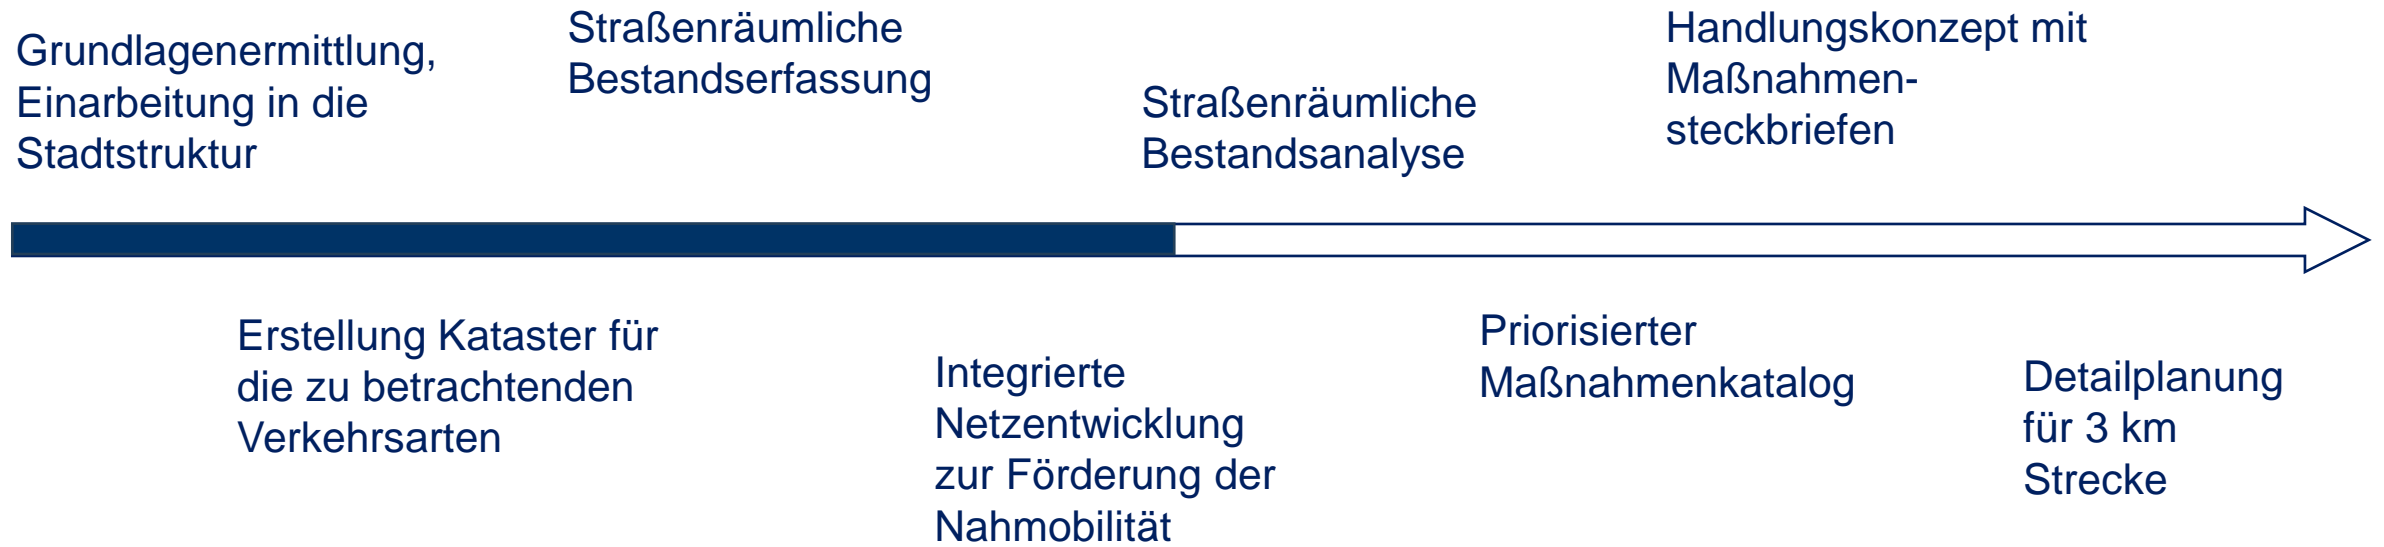 Grundlagenermittlung,
Einarbeitung in die
Stadtstruktur
Straßenräumliche
Bestandserfassung
Straßenräumliche
Bestandsanalyse
Handlungskonzept mit
Maßnahmen-
steckbriefen
Erstellung Kataster für
die zu betrachtenden
Verkehrsarten
Integrierte
Netzentwicklung
zur Förderung der
Nahmobilität
Priorisierter
Maßnahmenkatalog
Detailplanung
für 3 km
Strecke